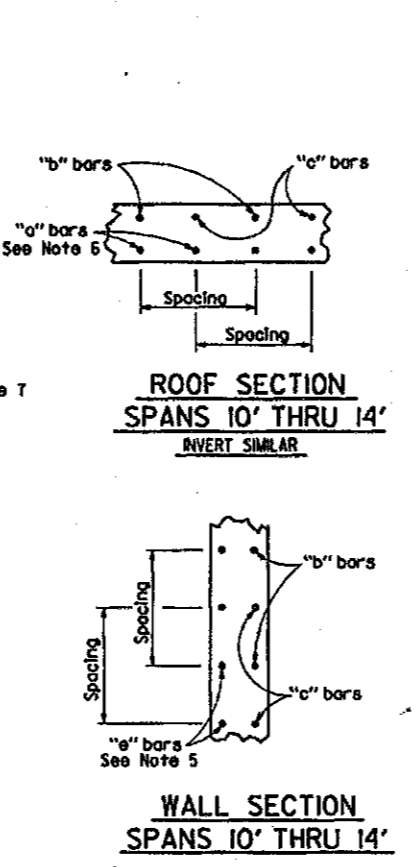 "b" bars
"c" bars
"a" bars
See Note 6
Spacing
Spacing
e 7
ROOF SECTION
SPANS 10' THRU 14'
INVERT SIMILAR
"b" bars
Spacing
Spacing
"c" bars
"e" bars
See Note 5
WALL SECTION
SPANS 10' THRU 14'